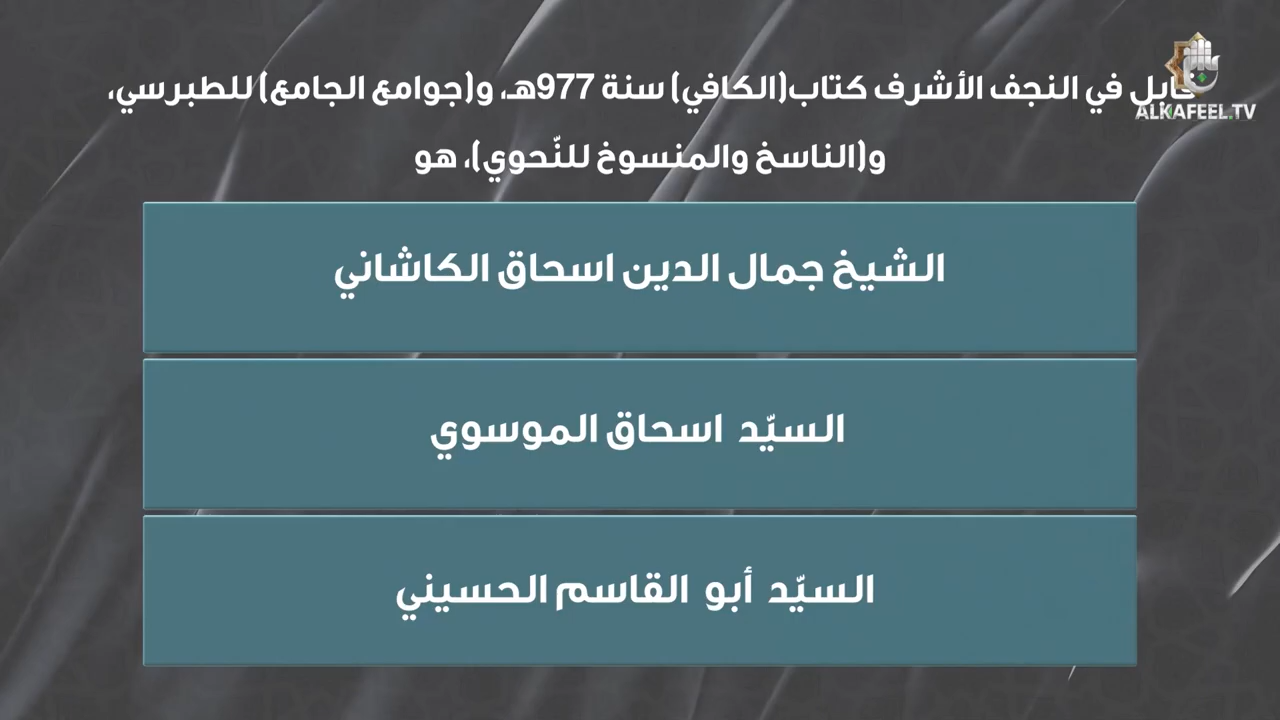 قابل في النجف الأشرف كتاب(الكافي) سنة 977هـ، و(جوامع الجامع) للطبرسي،
و(الناسخ والمنسوخ للنّحوي)، هو
الشيخ جمال الدين اسحاق الكاشاني
السيّد اسحاق الموسوي
السيّد أبو القاسم الحسيني
ALKAFEEL.TV